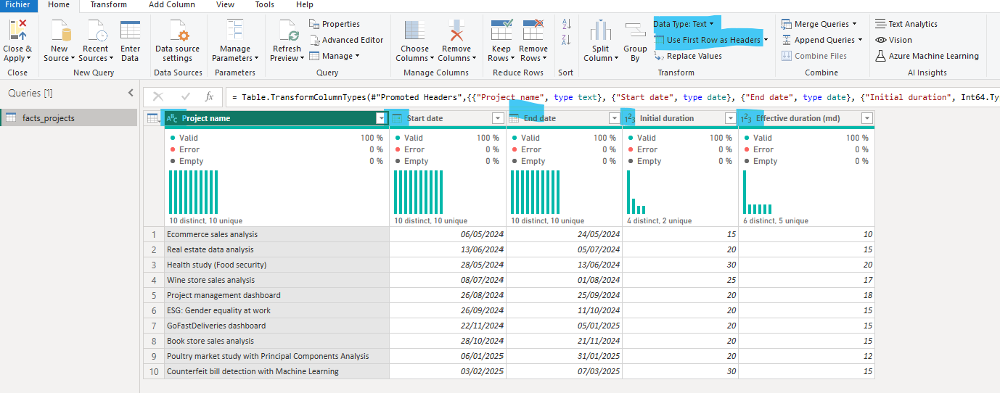 Fichier Home Transform Add Column View Tools Help
Close & Apply New Source Recent Sources Enter Data Data source settings Manage Parameters Refresh Preview Properties Advanced Editor Manage Choose Columns Remove Columns Keep Rows Remove Rows Split Column Group By Data Type: Text Use First Row as Headers Replace Values Merge Queries Append Queries Combine Files Text Analytics Vision Azure Machine Learning
Close New Query Data Sources Parameters Query Manage Columns Reduce Rows Sort Transform Combine AI Insights
Queries [1] fx = Table.TransformColumnTypes(#"Promoted Headers",{{"Project name", type text}, {"Start date", type date}, {"End date", type date}, {"Initial duration", Int64.Ty
facts_projects
Project name Start date End date Initial duration Effective duration (md)
Valid 100 % Valid 100 % Valid 100 % Valid 100 % Valid 100 %
Error 0 % Error 0 % Error 0 % Error 0 % Error 0 %
Empty 0 % Empty 0 % Empty 0 % Empty 0 % Empty 0 %
10 distinct, 10 unique 10 distinct, 10 unique 10 distinct, 10 unique 4 distinct, 2 unique 6 distinct, 5 unique
1 Ecommerce sales analysis 06/05/2024 24/05/2024 15 10
2 Real estate data analysis 13/06/2024 05/07/2024 20 15
3 Health study (Food security) 28/05/2024 13/06/2024 30 20
4 Wine store sales analysis 08/07/2024 01/08/2024 25 17
5 Project management dashboard 26/08/2024 25/09/2024 20 18
6 ESG: Gender equality at work 26/09/2024 11/10/2024 20 15
7 GoFastDeliveries dashboard 22/11/2024 05/01/2025 20 15
8 Book store sales analysis 28/10/2024 21/11/2024 20 15
9 Poultry market study with Principal Components Analysis 06/01/2025 31/01/2025 20 12
10 Counterfeit bill detection with Machine Learning 03/02/2025 07/03/2025 30 15